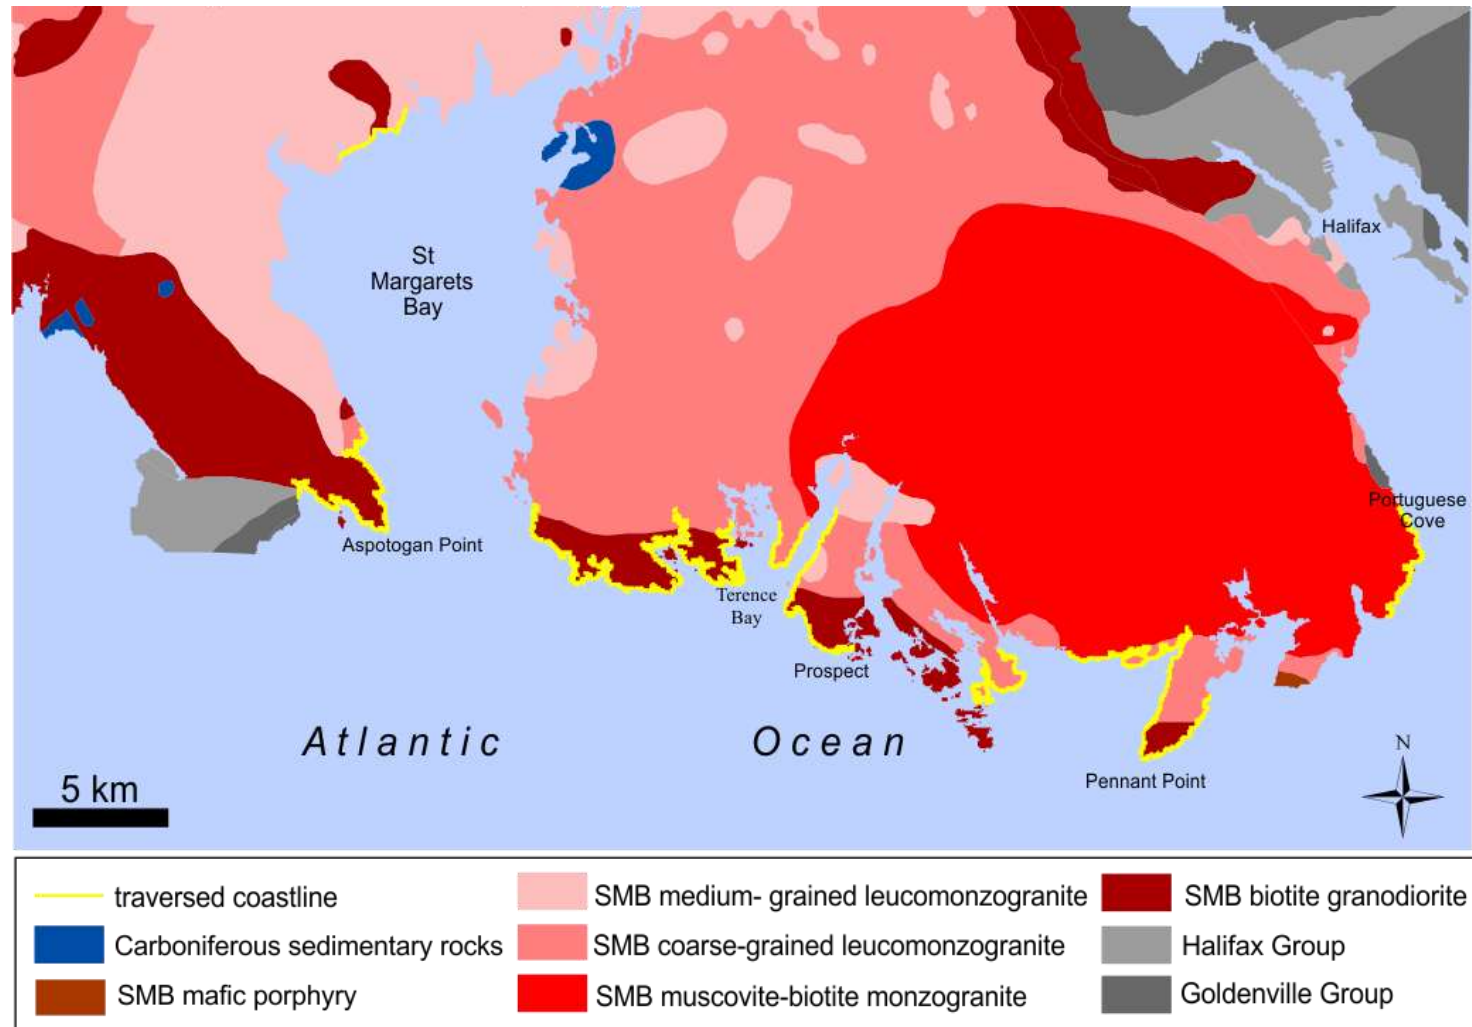 Halifax
St
Margarets
Bay
Portuguese
Cove
Aspotogan Point
Terence
Bay
Prospect
Atlantic Ocean
N
Pennant Point
5 km
traversed coastline
SMB medium- grained leucomonzogranite
SMB biotite granodiorite
Carboniferous sedimentary rocks
SMB coarse-grained leucomonzogranite
Halifax Group
SMB mafic porphyry
SMB muscovite-biotite monzogranite
Goldenville Group